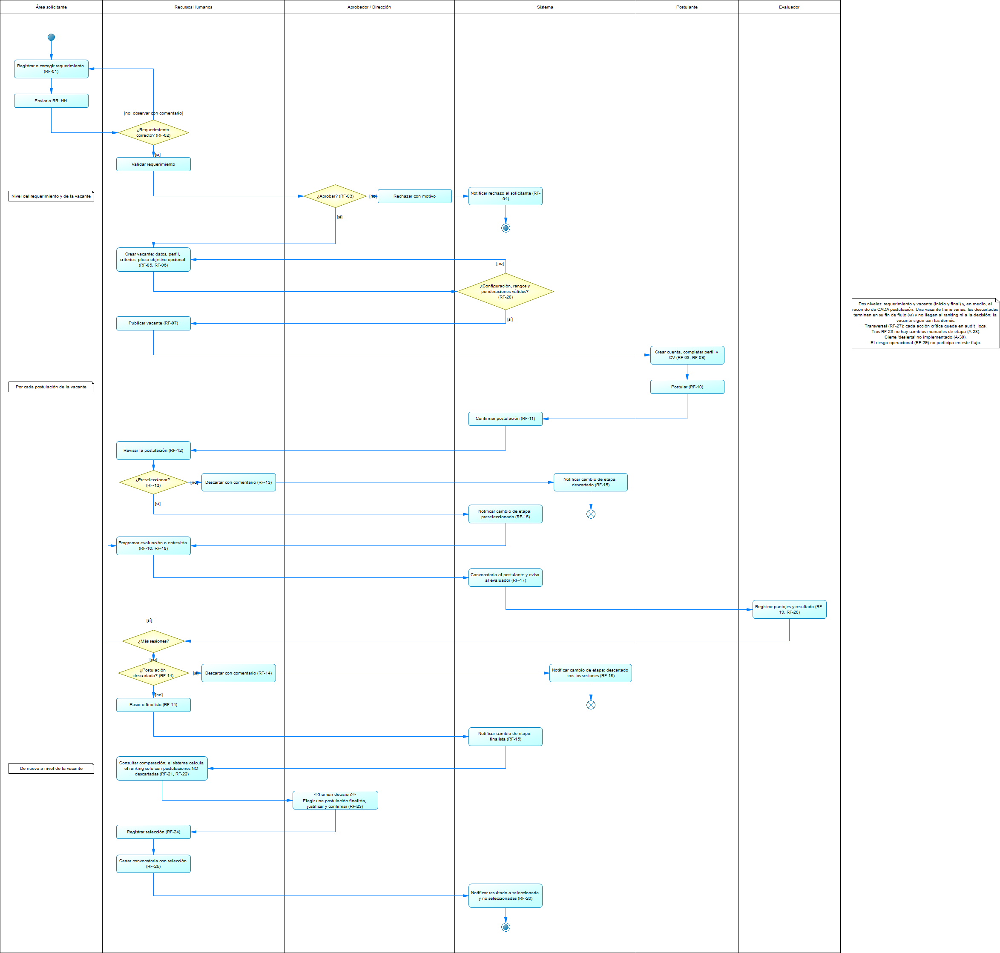 Área solicitante
Recursos Humanos
Aprobador / Dirección
Sistema
Postulante
Evaluador
Registrar o corregir requerimiento
(RF-01)
Enviar a RR. HH.
[no: observar con comentario]
¿Requerimiento
correcto? (RF-02)
[sí]
Validar requerimiento
Nivel del requerimiento y de la vacante
¿Aprobar? (RF-03)
[no]
Rechazar con motivo
Notificar rechazo al solicitante (RF-
04)
[sí]
Crear vacante: datos, perfil,
criterios, plazo objetivo opcional
(RF-05, RF-06)
[no]
¿Configuración, rangos y
ponderaciones válidos?
(RF-20)
[sí]
Publicar vacante (RF-07)
Dos niveles: requerimiento y vacante (inicio y final) y, en medio, el
recorrido de CADA postulación. Una vacante tiene varias: las descartadas
terminan en su fin de flujo (⊗) y no llegan al ranking ni a la decisión; la
vacante sigue con las demás.
Transversal (RF-27): cada acción crítica queda en audit_logs.
Tras RF-23 no hay cambios manuales de etapa (A-28).
Cierre 'desierta' no implementado (A-30).
El riesgo operacional (RF-29) no participa en este flujo.
Crear cuenta, completar perfil y
CV (RF-08, RF-09)
Por cada postulación de la vacante
Postular (RF-10)
Confirmar postulación (RF-11)
Revisar la postulación (RF-12)
¿Preseleccionar?
(RF-13)
[no]
Descartar con comentario (RF-13)
Notificar cambio de etapa:
descartado (RF-15)
[sí]
Notificar cambio de etapa:
preseleccionado (RF-15)
Programar evaluación o entrevista
(RF-16, RF-18)
Convocatoria al postulante y aviso
al evaluador (RF-17)
Registrar puntajes y resultado (RF-
19, RF-20)
[sí]
¿Más sesiones?
[no]
¿Postulación
descartada? (RF-14)
[sí]
Descartar con comentario (RF-14)
Notificar cambio de etapa: descartado
tras las sesiones (RF-15)
[no]
Pasar a finalista (RF-14)
Notificar cambio de etapa:
finalista (RF-15)
De nuevo a nivel de la vacante
Consultar comparación; el sistema calcula
el ranking solo con postulaciones NO
descartadas (RF-21, RF-22)
<<human decision>>
Elegir una postulación finalista,
justificar y confirmar (RF-23)
Registrar selección (RF-24)
Cerrar convocatoria con selección
(RF-25)
Notificar resultado a seleccionada
y no seleccionadas (RF-26)